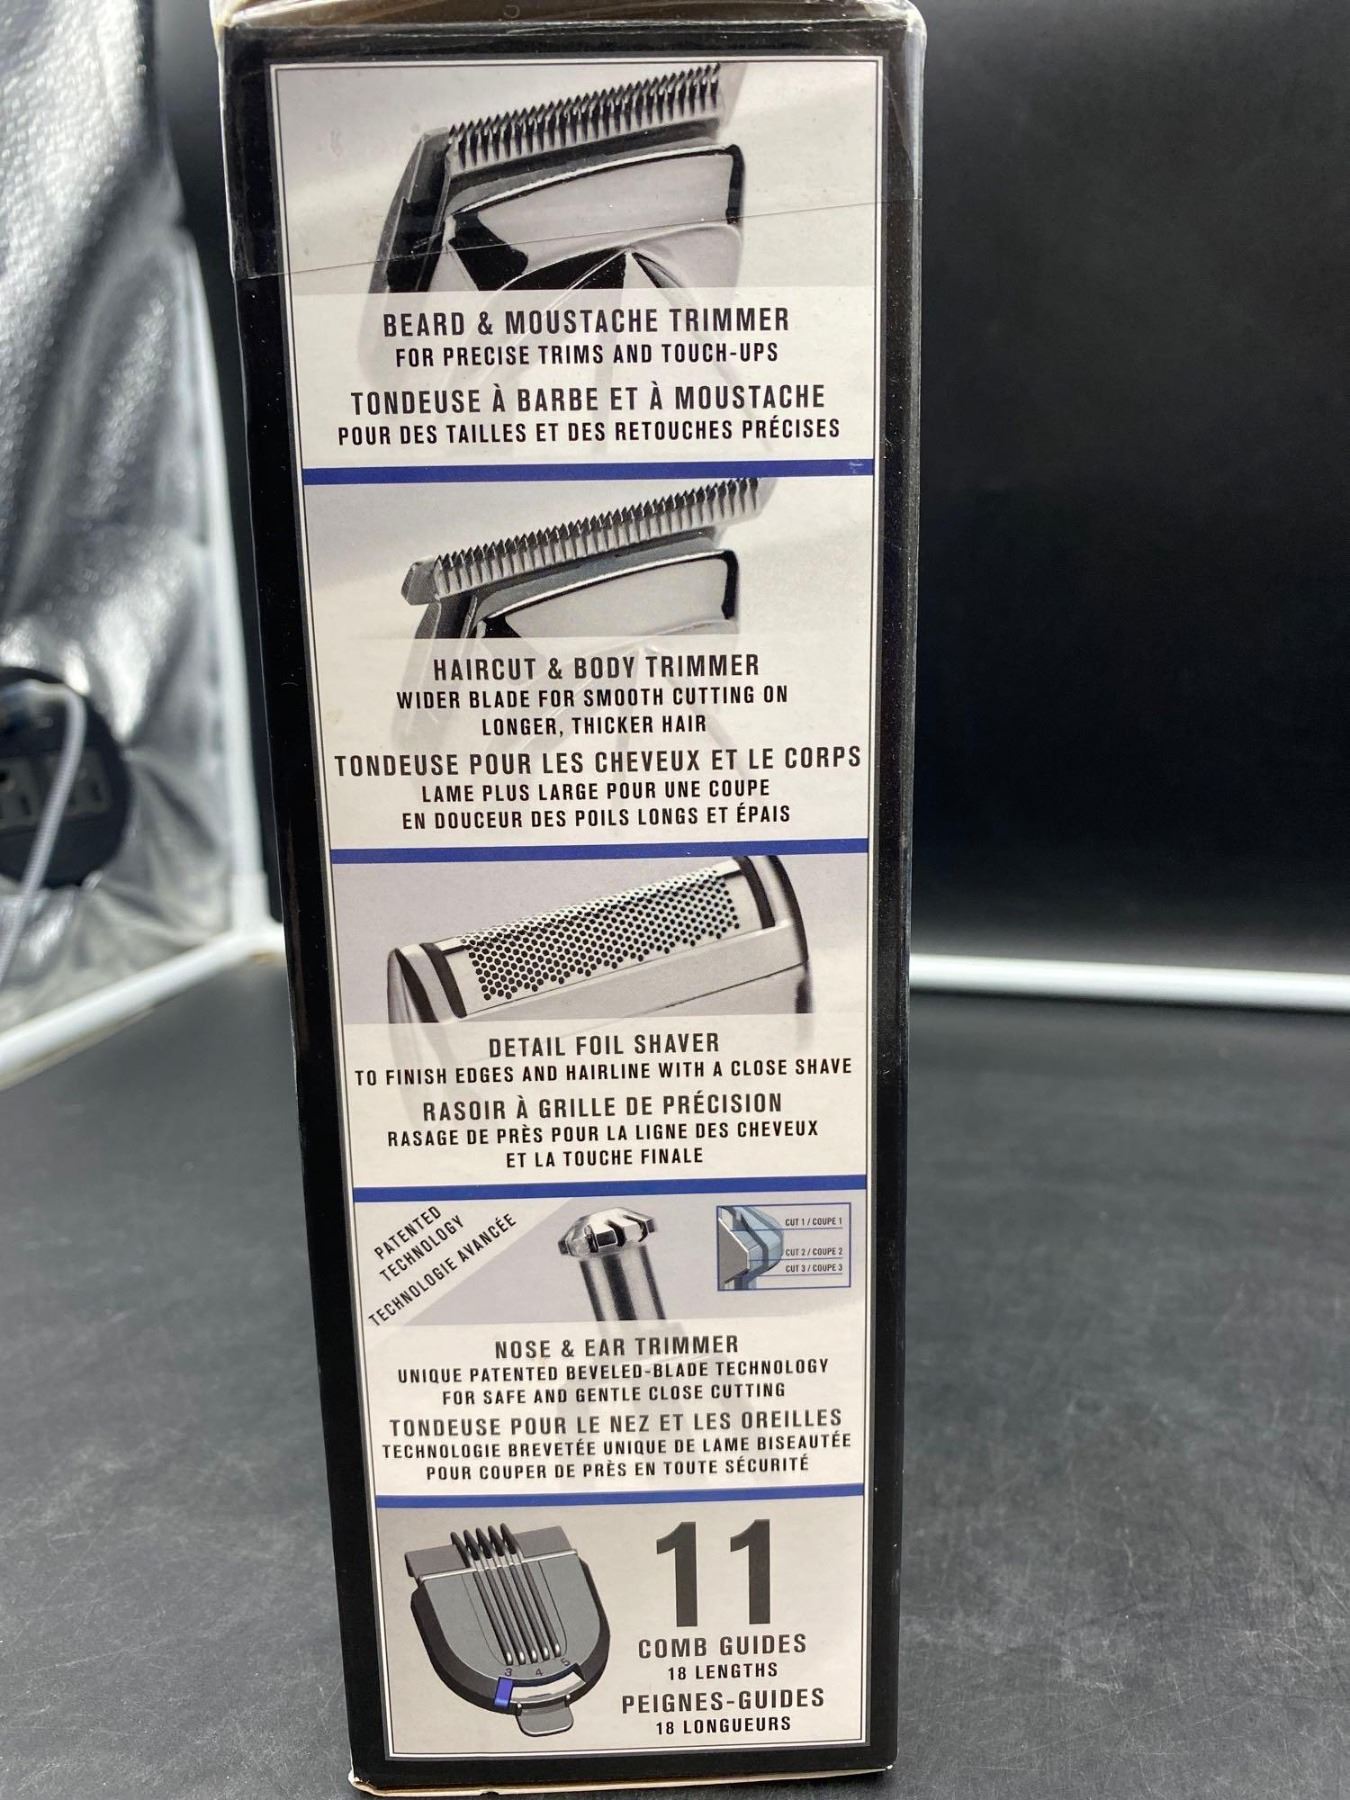 BEARD & MOUSTACHE TRIMMER
FOR PRECISE TRIMS AND TOUCH-UPS
TONDEUSE À BARBE ET À MOUSTACHE
POUR DES TAILLES ET DES RETOUCHES PRÉCISES
HAIRCUT & BODY TRIMMER
WIDER BLADE FOR SMOOTH CUTTING ON
LONGER, THICKER HAIR
TONDEUSE POUR LES CHEVEUX ET LE CORPS
LAME PLUS LARGE POUR UNE COUPE
EN DOUCEUR DES POILS LONGS ET ÉPAIS
DETAIL FOIL SHAVER
TO FINISH EDGES AND HAIRLINE WITH A CLOSE SHAVE
RASOIR À GRILLE DE PRÉCISION
RASAGE DE PRÈS POUR LA LIGNE DES CHEVEUX
ET LA TOUCHE FINALE
PATENTED
TECHNOLOGY
TECHNOLOGIE AVANCÉE
CUT 1 / COUPE 1
CUT 2 / COUPE 2
CUT 3 / COUPE 3
NOSE & EAR TRIMMER
UNIQUE PATENTED BEVELED-BLADE TECHNOLOGY
FOR SAFE AND GENTLE CLOSE CUTTING
TONDEUSE POUR LE NEZ ET LES OREILLES
TECHNOLOGIE BREVETÉE UNIQUE DE LAME BISEAUTÉE
POUR COUPER DE PRÈS EN TOUTE SÉCURITÉ
3 4 5
11
COMB GUIDES
18 LENGTHS
PEIGNES-GUIDES
18 LONGUEURS